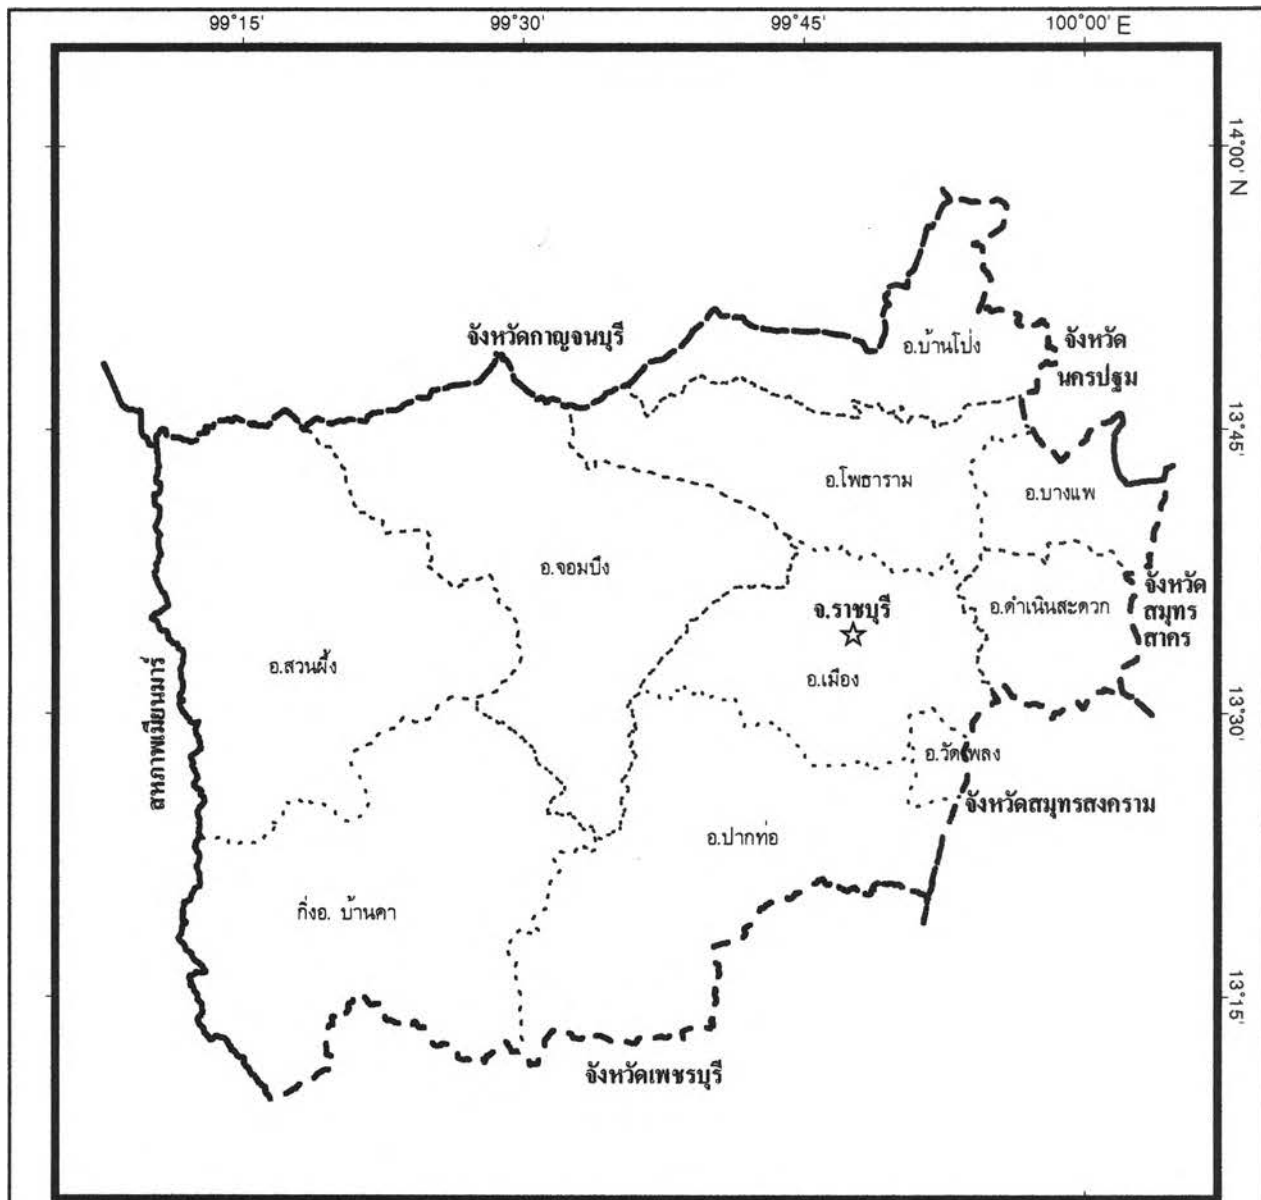 99°15' 99°30' 99°45' 100°00' E
14°00' N
จังหวัดกาญจนบุรี
อ.บ้านโป่ง
จังหวัด
นครปฐม
13°45'
อ.โพธาราม
อ.บางแพ
อ.จอมบึง
จังหวัด
สมุทร
สาคร
อ.ดำเนินสะดวก
จ.ราชบุรี
อ.สวนผึ้ง
อ.เมือง
สหภาพเมียนมาร์
13°30'
อ.วัดเพลง
จังหวัดสมุทรสงคราม
อ.ปากท่อ
กิ่งอ. บ้านคา
13°15'
จังหวัดเพชรบุรี